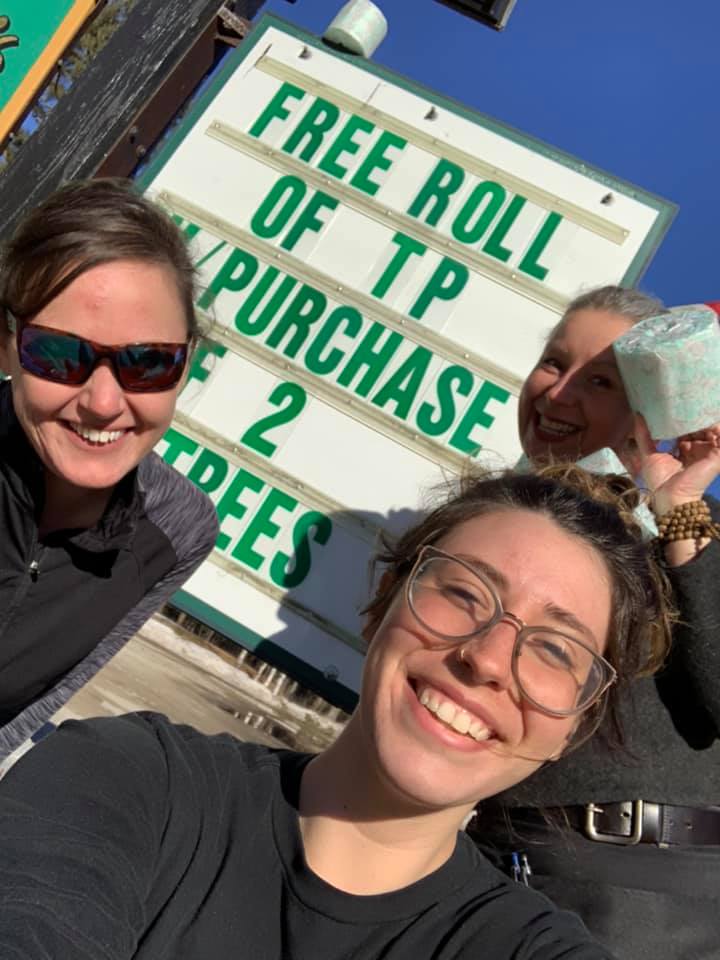 FREE ROLL
OF TP
W/PURCHASE
F 2
TREES